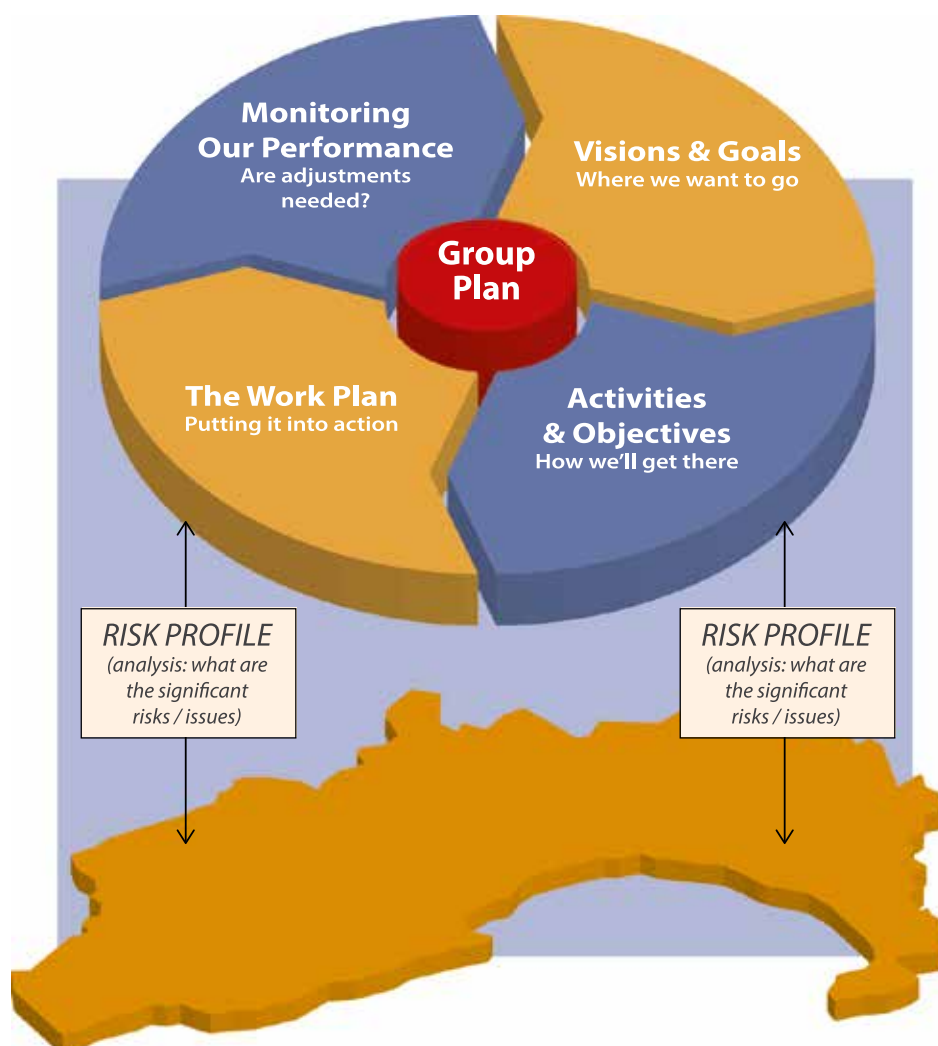 Monitoring
Our Performance
Are adjustments
needed?
Visions & Goals
Where we want to go
Group
Plan
The Work Plan
Putting it into action
Activities
& Objectives
How we'll get there
RISK PROFILE
(analysis: what are
the significant
risks / issues)
RISK PROFILE
(analysis: what are
the significant
risks / issues)